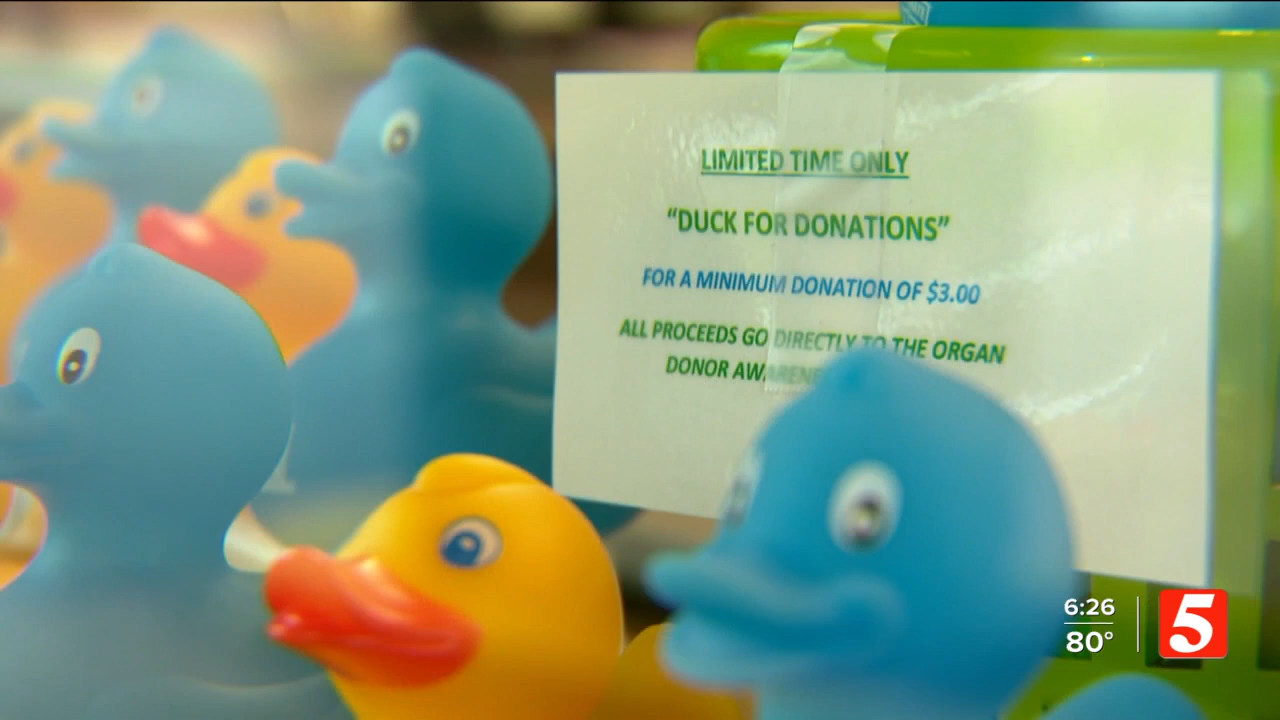 LIMITED TIME ONLY
“DUCK FOR DONATIONS”
FOR A MINIMUM DONATION OF $3.00
ALL PROCEEDS GO DIRECTLY TO THE ORGAN
DONOR
6:26
80°
5